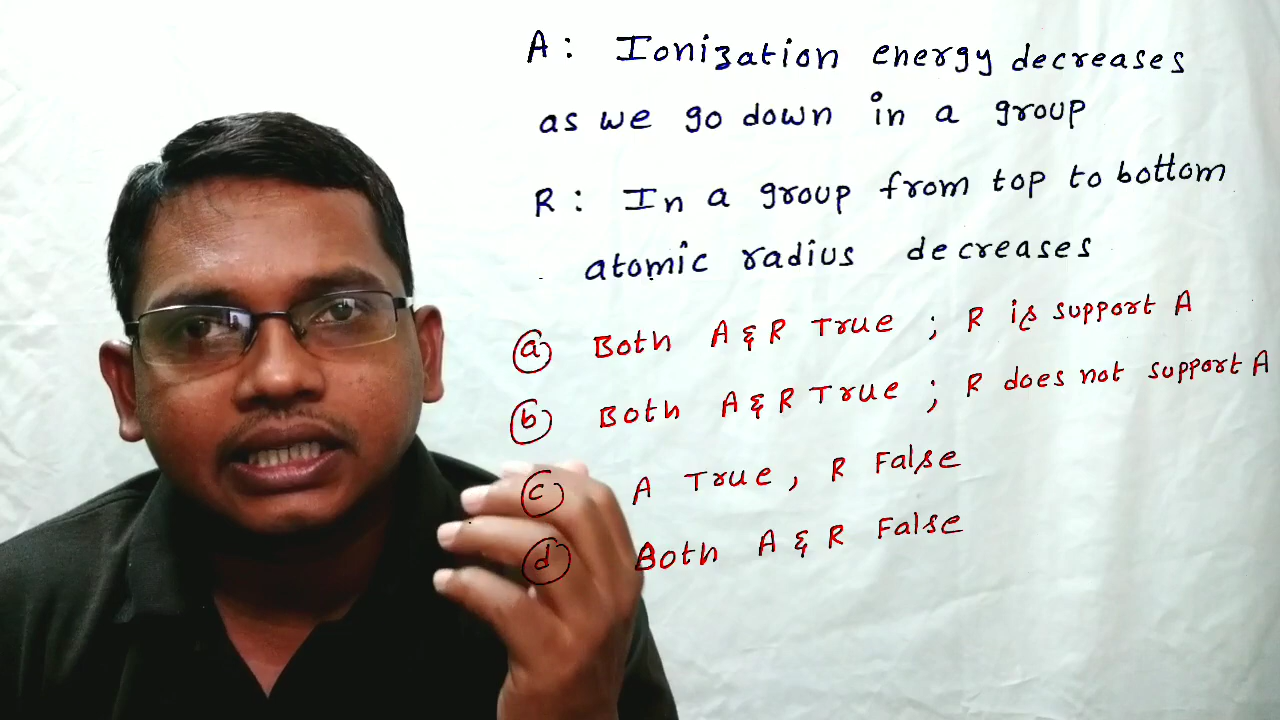 A : Ionization energy decreases
as we go down in a group
R : In a group from top to bottom
atomic radius decreases
a Both A & R True ; R is support A
b Both A & R True ; R does not support A
c A True , R False
d Both A & R False